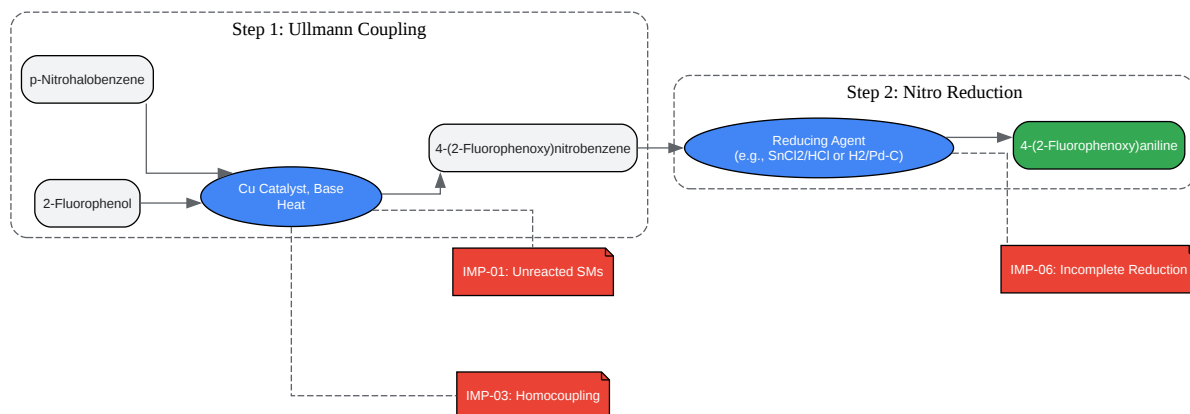 Step 1: Ullmann Coupling
p-Nitrohalobenzene
2-Fluorophenol
Cu Catalyst, Base
Heat
4-(2-Fluorophenoxy)nitrobenzene
IMP-01: Unreacted SMs
IMP-03: Homocoupling
Step 2: Nitro Reduction
Reducing Agent
(e.g., SnCl2/HCl or H2/Pd-C)
4-(2-Fluorophenoxy)aniline
IMP-06: Incomplete Reduction